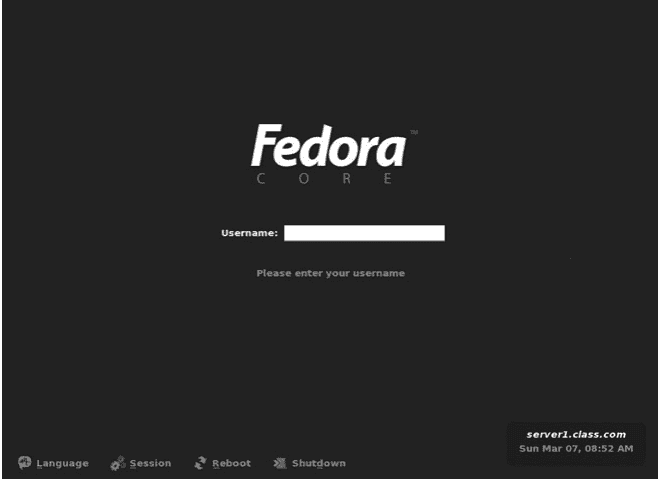 Fedora™
CORE
Username:
Please enter your username
server1.class.com
Sun Mar 07, 08:52 AM
Language Session Reboot Shutdown